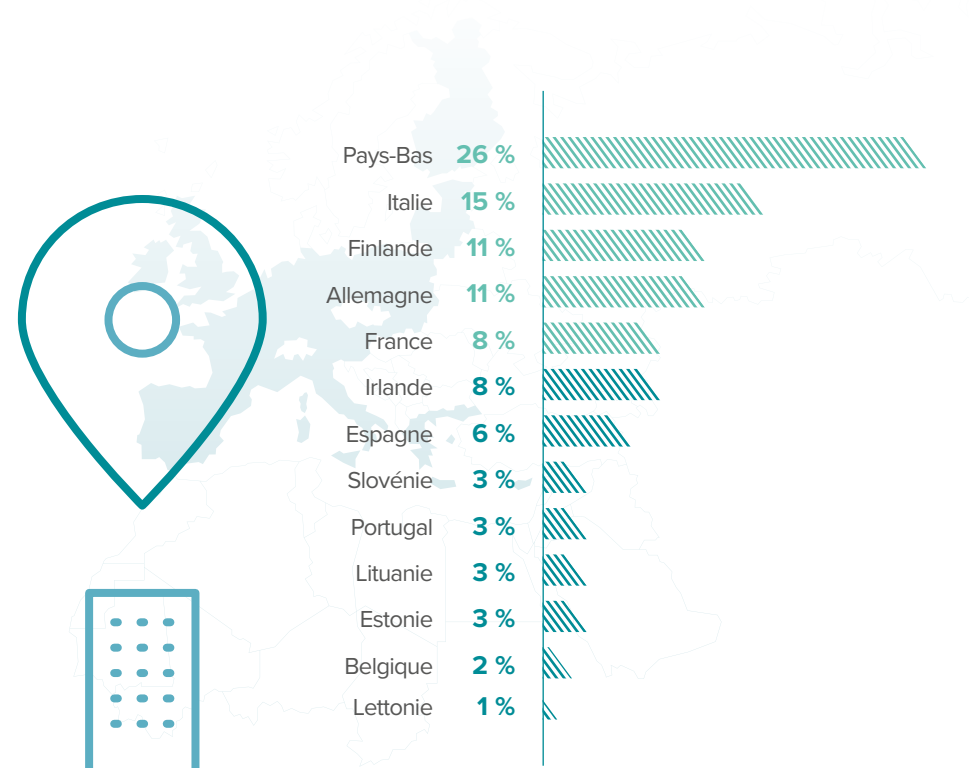 Pays-Bas 26 %
Italie 15 %
Finlande 11 %
Allemagne 11 %
France 8 %
Irlande 8 %
Espagne 6 %
Slovénie 3 %
Portugal 3 %
Lituanie 3 %
Estonie 3 %
Belgique 2 %
Lettonie 1 %